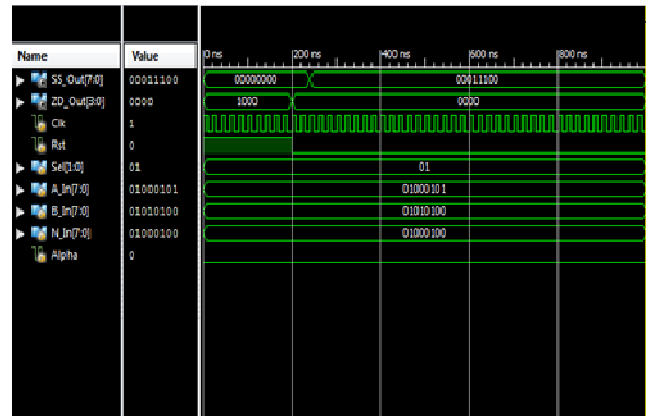 Name Value 0 ns 200 ns 400 ns 600 ns 800 ns
SS_Out[7:0] 00011100 00000000 00011100
ZD_Out[3:0] 0000 1000 0000
Clk 1
Rst 0
Sel[1:0] 01 01
A_In[7:0] 01000101 01000101
B_In[7:0] 01010100 01010100
N_In[7:0] 01000100 01000100
Alpha 0